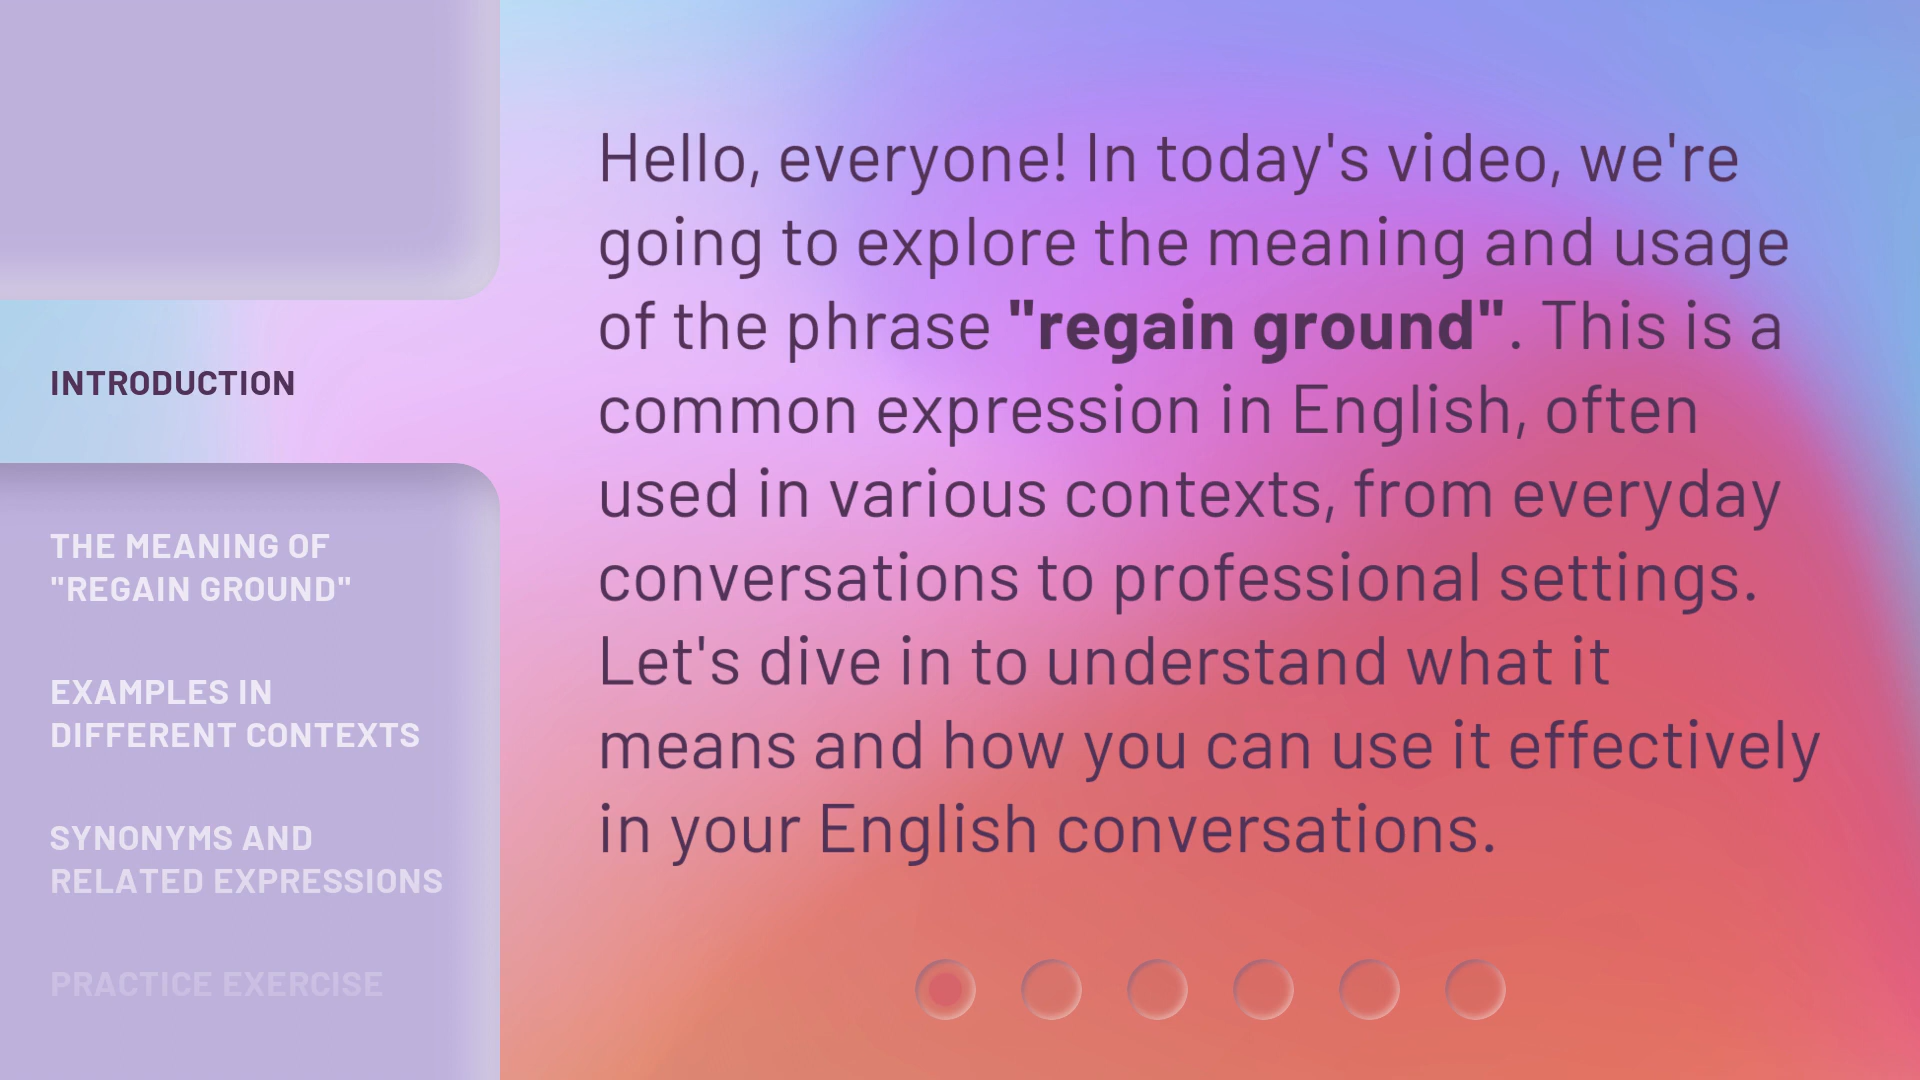 INTRODUCTION
THE MEANING OF
"REGAIN GROUND"
EXAMPLES IN
DIFFERENT CONTEXTS
SYNONYMS AND
RELATED EXPRESSIONS
PRACTICE EXERCISE
Hello, everyone! In today's video, we're
going to explore the meaning and usage
of the phrase "regain ground". This is a
common expression in English, often
used in various contexts, from everyday
conversations to professional settings.
Let's dive in to understand what it
means and how you can use it effectively
in your English conversations.